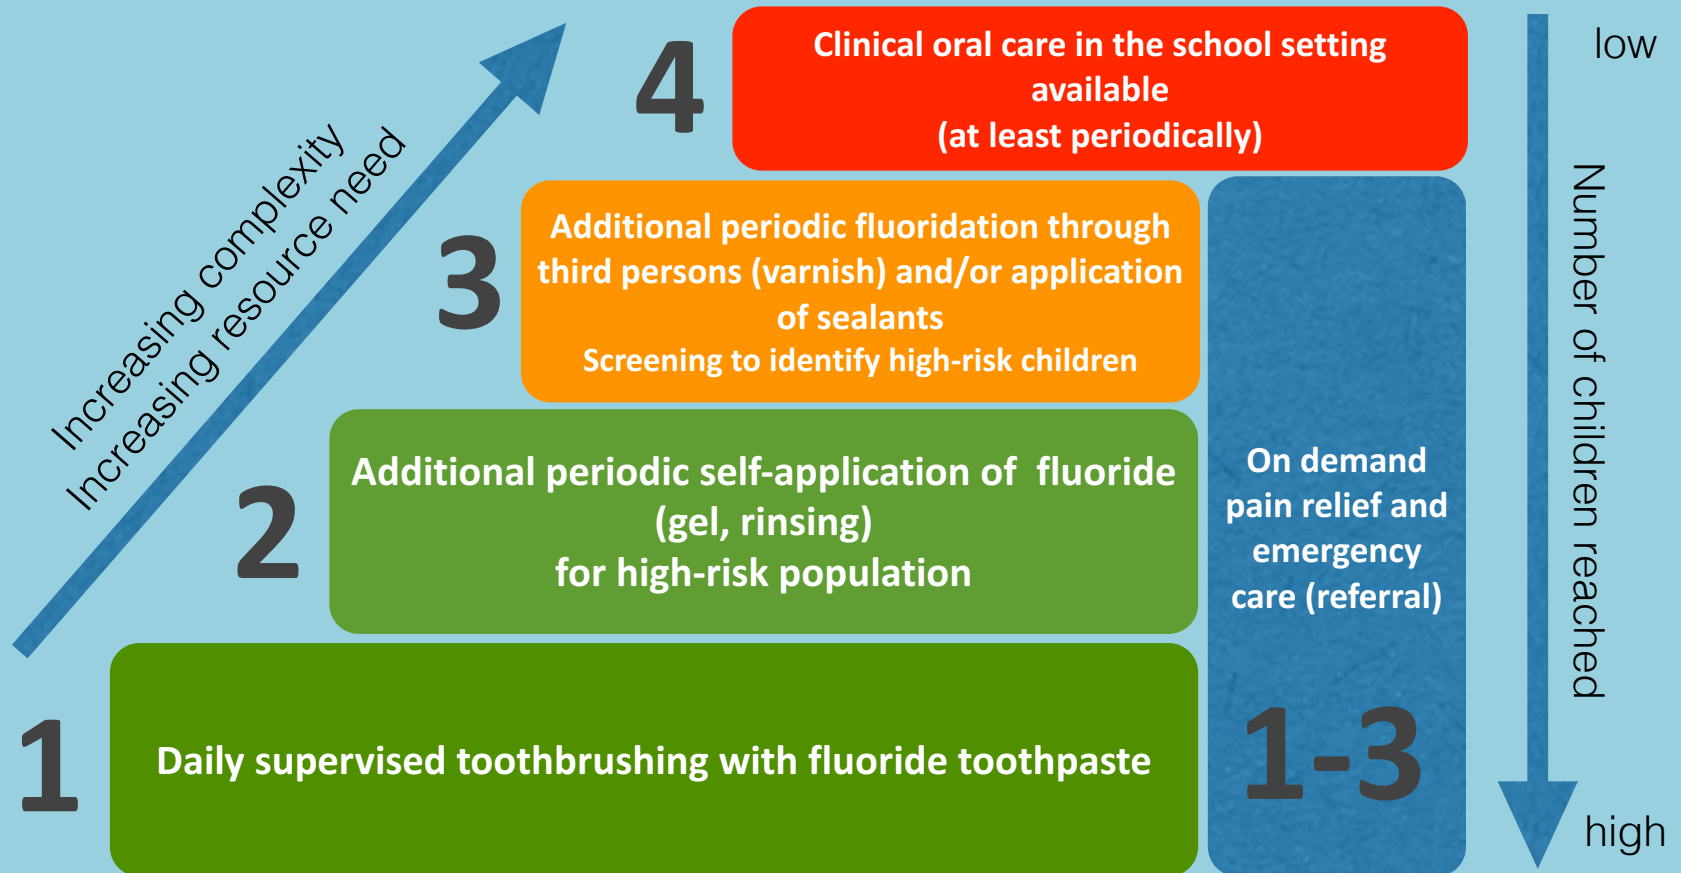 Increasing complexity
Increasing resource need
4
Clinical oral care in the school setting
available
(at least periodically)
3
Additional periodic fluoridation through
third persons (varnish) and/or application
of sealants
Screening to identify high-risk children
2
Additional periodic self-application of fluoride
(gel, rinsing)
for high-risk population
1
Daily supervised toothbrushing with fluoride toothpaste
On demand
pain relief and
emergency
care (referral)
1-3
low
Number of children reached
high